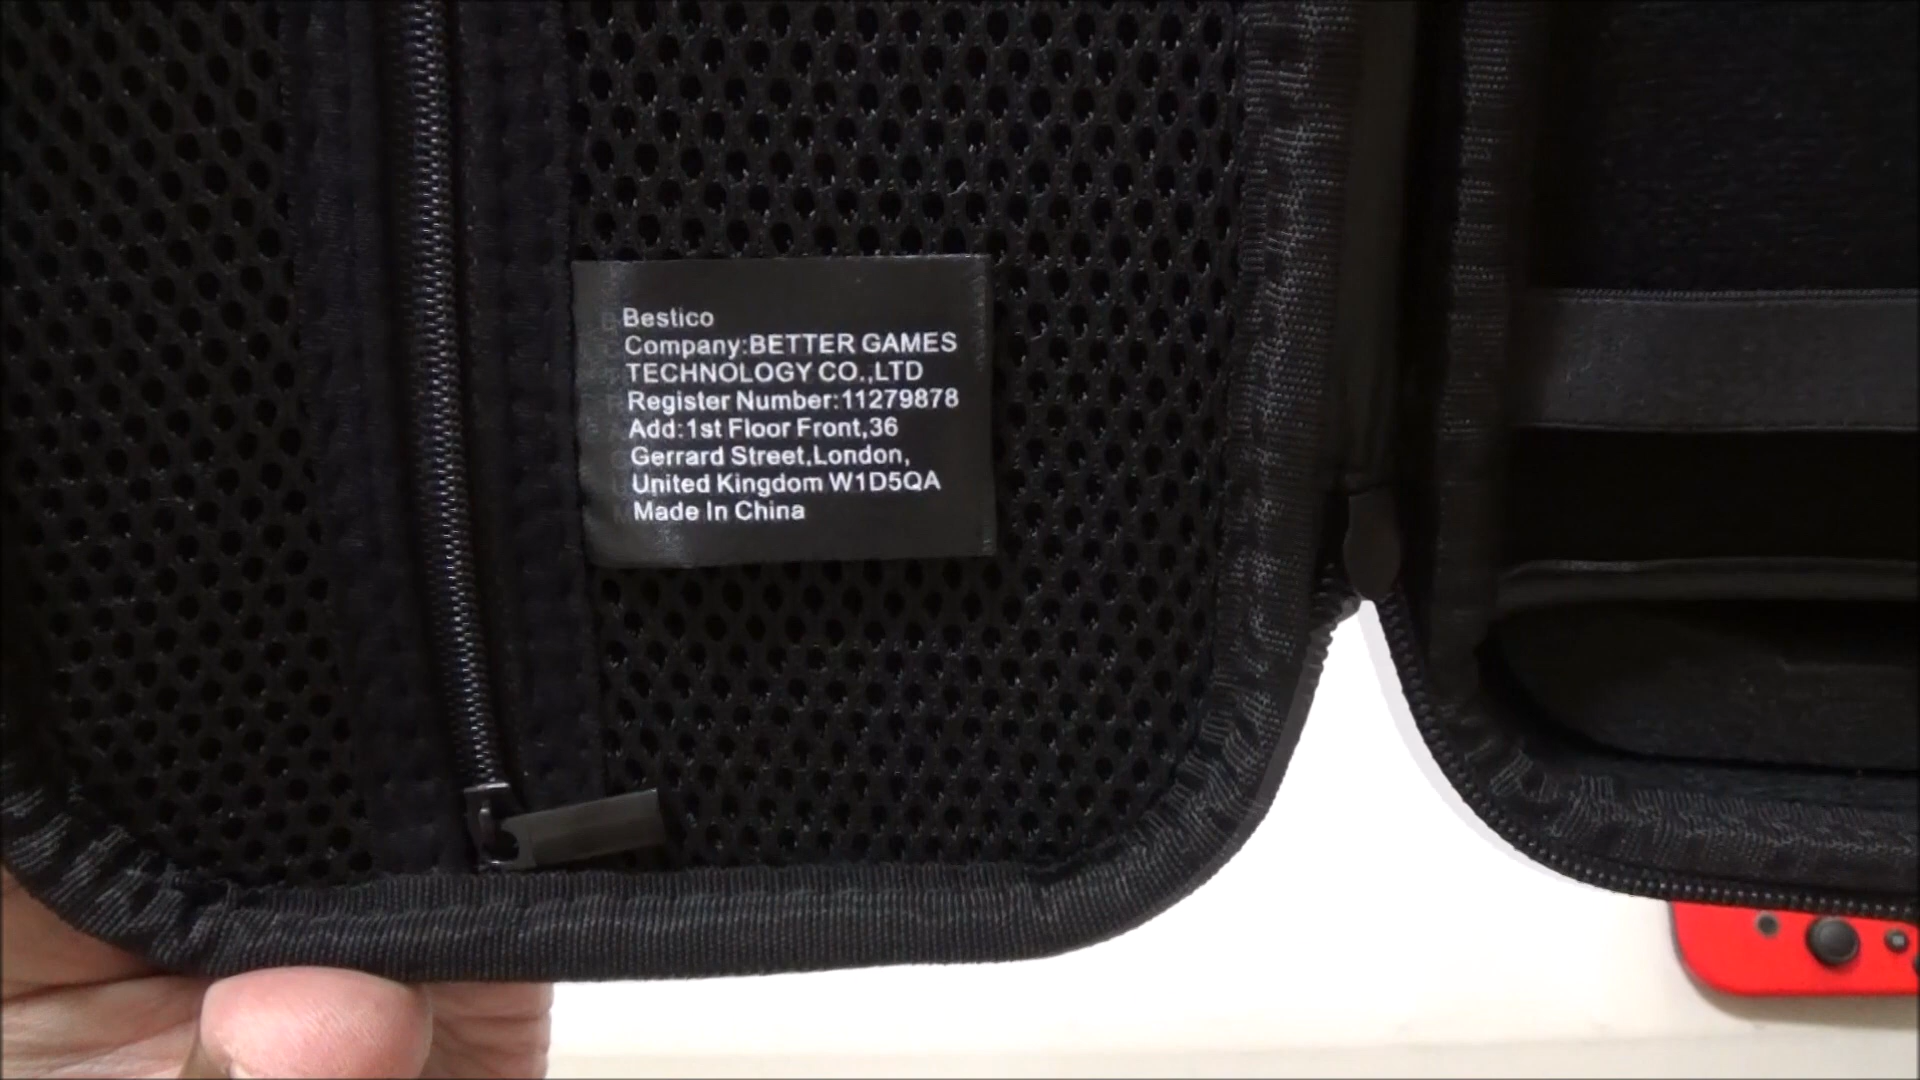 Bestico
Company:BETTER GAMES
TECHNOLOGY CO.,LTD
Register Number:11279878
Add:1st Floor Front,36
Gerrard Street,London,
United Kingdom W1D5QA
Made In China